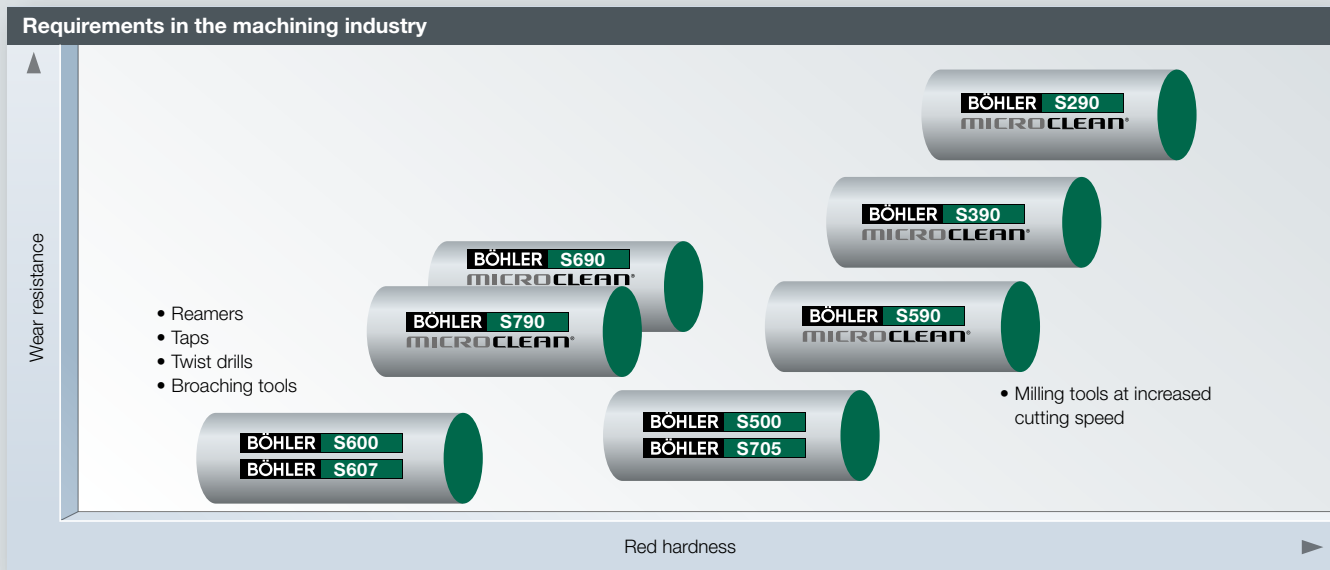 Requirements in the machining industry
Wear resistance
BÖHLER S290
MICROCLEAN®
BÖHLER S390
MICROCLEAN®
BÖHLER S690
MICROCLEAN®
BÖHLER S790
MICROCLEAN®
BÖHLER S590
MICROCLEAN®
• Reamers
• Taps
• Twist drills
• Broaching tools
• Milling tools at increased
cutting speed
BÖHLER S500
BÖHLER S705
BÖHLER S600
BÖHLER S607
Red hardness